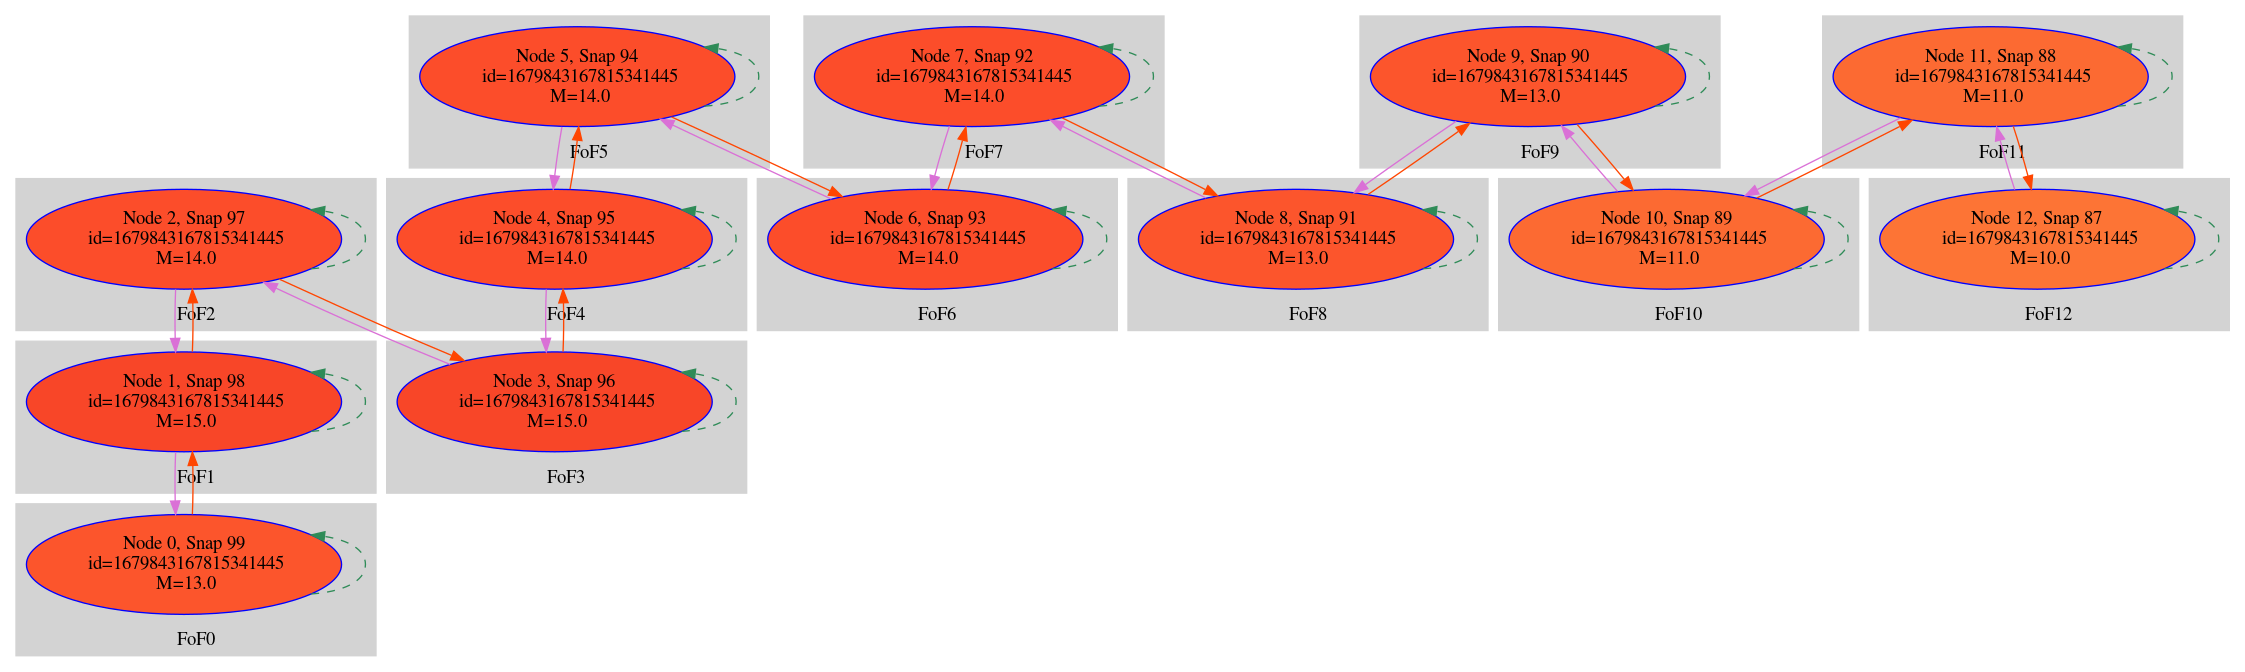 Node 5, Snap 94
id=1679843167815341445
M=14.0
FoF5
Node 7, Snap 92
id=1679843167815341445
M=14.0
FoF7
Node 9, Snap 90
id=1679843167815341445
M=13.0
FoF9
Node 11, Snap 88
id=1679843167815341445
M=11.0
FoF11
Node 2, Snap 97
id=1679843167815341445
M=14.0
FoF2
Node 4, Snap 95
id=1679843167815341445
M=14.0
FoF4
Node 6, Snap 93
id=1679843167815341445
M=14.0
FoF6
Node 8, Snap 91
id=1679843167815341445
M=13.0
FoF8
Node 10, Snap 89
id=1679843167815341445
M=11.0
FoF10
Node 12, Snap 87
id=1679843167815341445
M=10.0
FoF12
Node 1, Snap 98
id=1679843167815341445
M=15.0
FoF1
Node 3, Snap 96
id=1679843167815341445
M=15.0
FoF3
Node 0, Snap 99
id=1679843167815341445
M=13.0
FoF0